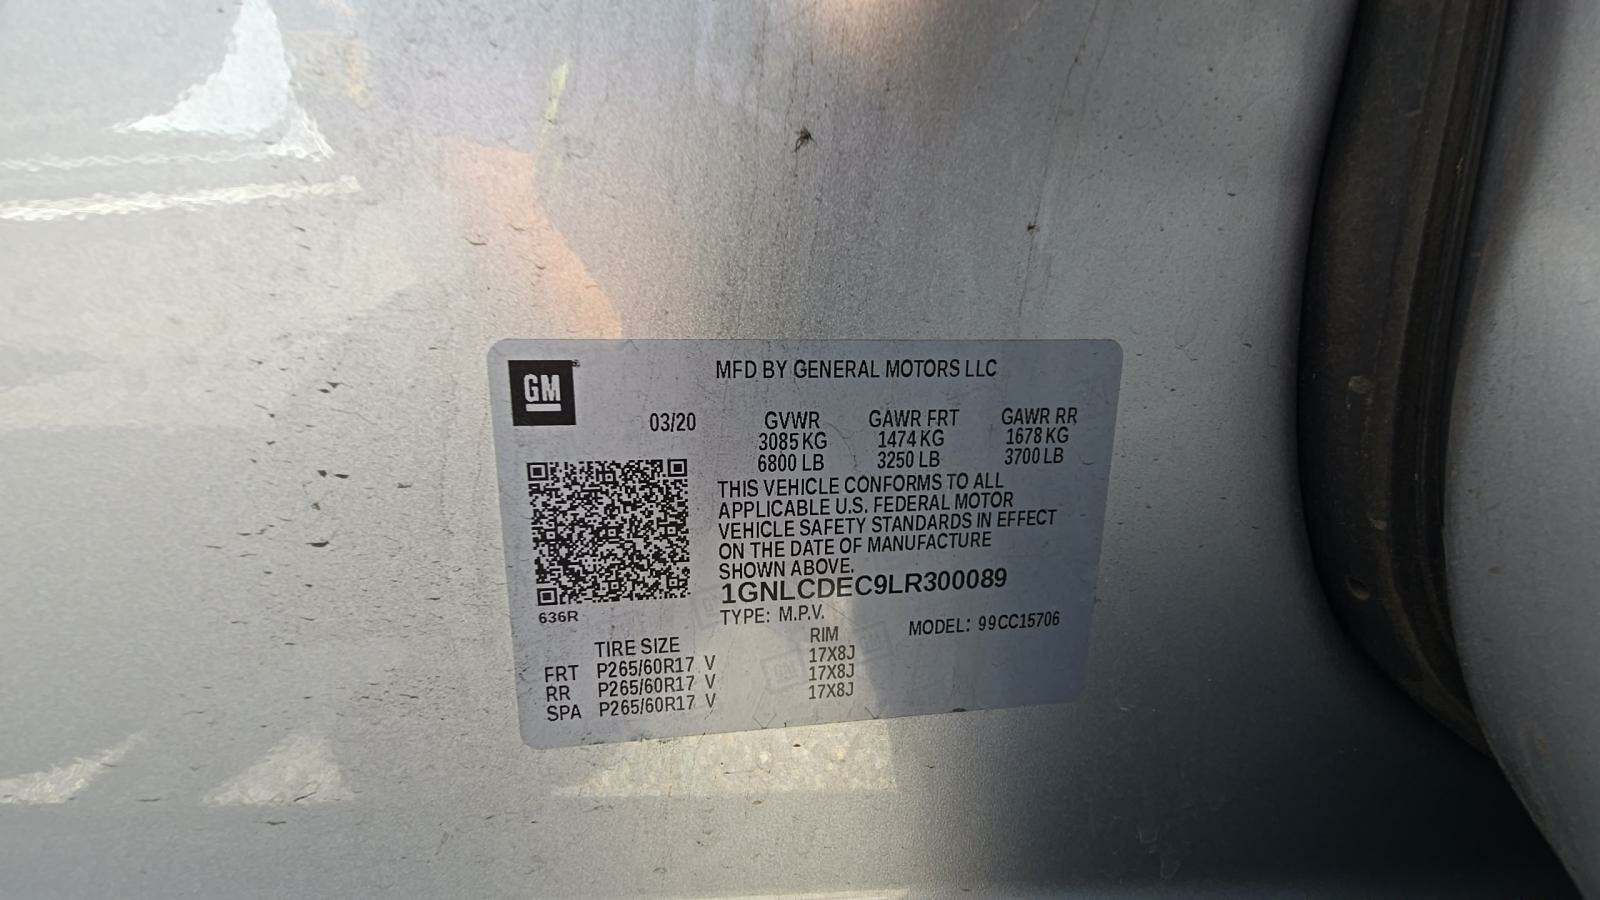 GM
MFD BY GENERAL MOTORS LLC
03/20 GVWR GAWR FRT GAWR RR
3085 KG 1474 KG 1678 KG
6800 LB 3250 LB 3700 LB
THIS VEHICLE CONFORMS TO ALL
APPLICABLE U.S. FEDERAL MOTOR
VEHICLE SAFETY STANDARDS IN EFFECT
ON THE DATE OF MANUFACTURE
SHOWN ABOVE.
1GNLCDEC9LR300089
636R
TYPE: M.P.V. MODEL: 99CC15706
TIRE SIZE RIM
FRT P265/60R17 V 17X8J
RR P265/60R17 V 17X8J
SPA P265/60R17 V 17X8J